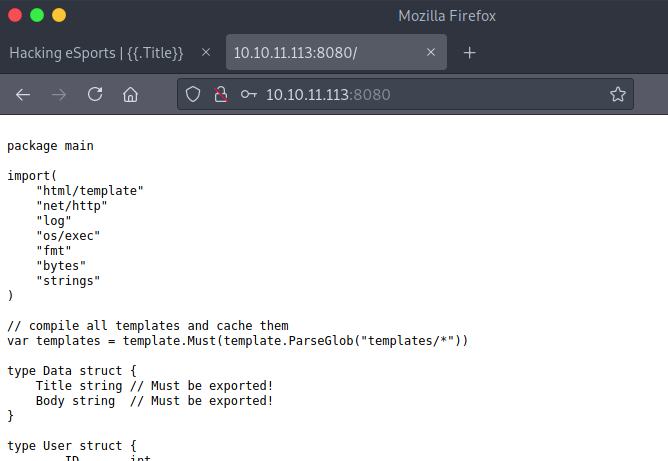 Mozilla Firefox
Hacking eSports | {{.Title}}
10.10.11.113:8080/
10.10.11.113:8080
package main
import(
    "html/template"
    "net/http"
    "log"
    "os/exec"
    "fmt"
    "bytes"
    "strings"
)
// compile all templates and cache them
var templates = template.Must(template.ParseGlob("templates/*"))
type Data struct {
    Title string // Must be exported!
    Body string  // Must be exported!
}
type User struct {
        ID      int